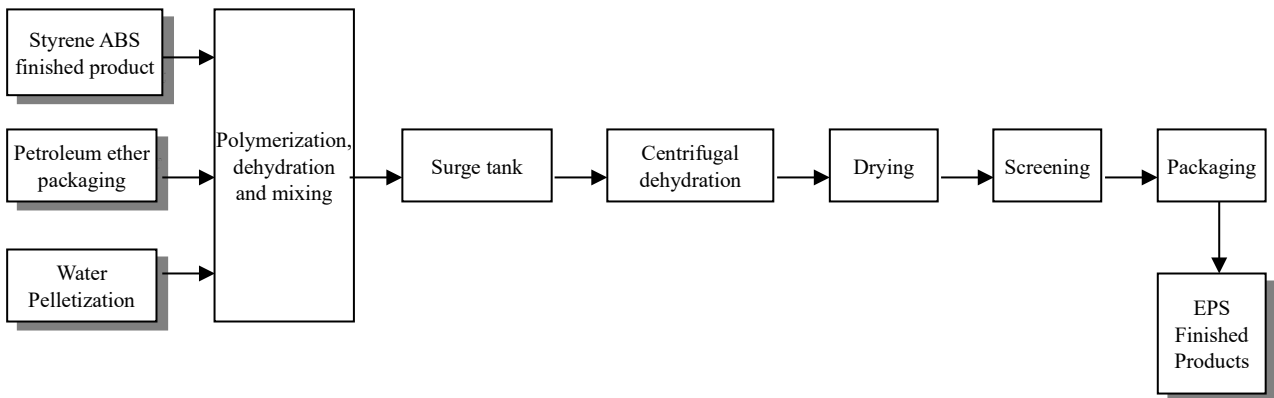 Styrene ABS
finished product
Petroleum ether
packaging
Water
Pelletization
Polymerization,
dehydration
and mixing
Surge tank
Centrifugal
dehydration
Drying
Screening
Packaging
EPS
Finished
Products